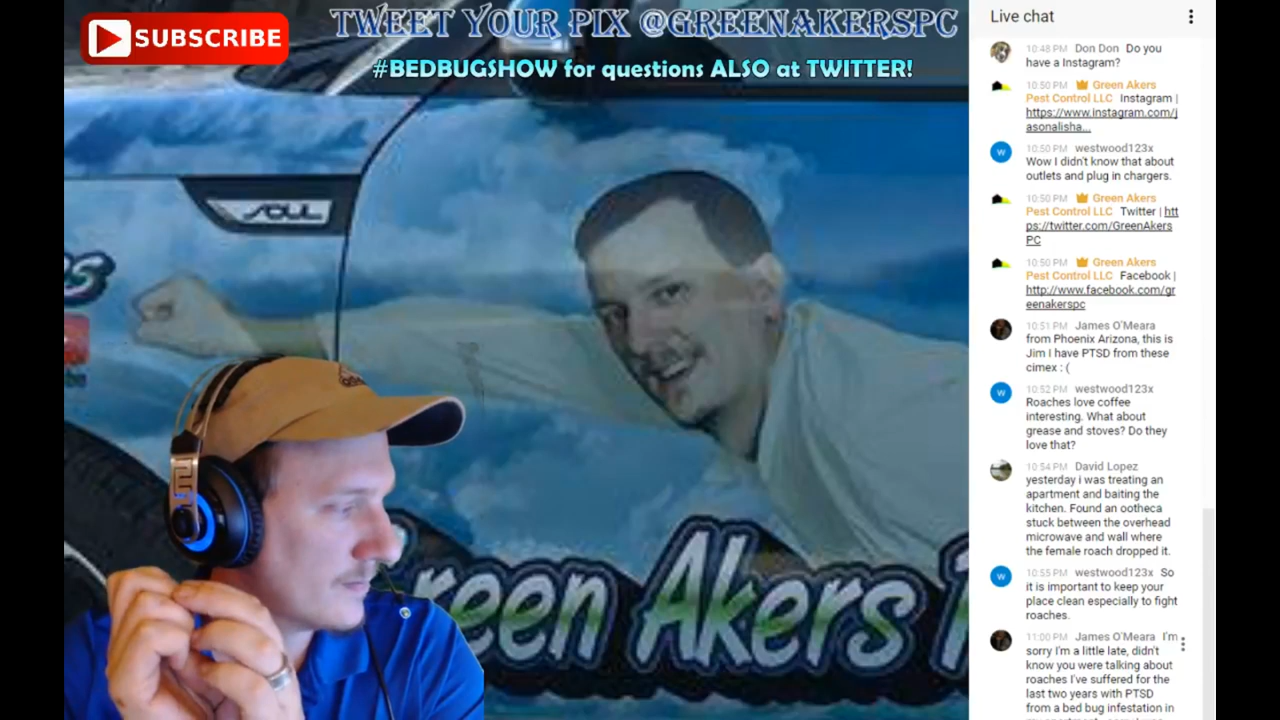 SUBSCRIBE
TWEET YOUR PIX @GREENAKERSPC
#BEDBUGSHOW for questions ALSO at TWITTER!
SOUL
reen Akers
Live chat
10:48 PM Don Don Do you
have a Instagram?
10:50 PM Green Akers
Pest Control LLC Instagram |
https://www.instagram.com/j
asonalisha...
W
10:50 PM westwood123x
Wow I didn't know that about
outlets and plug in chargers.
10:50 PM Green Akers
Pest Control LLC Twitter | htt
ps://twitter.com/GreenAkers
PC
10:50 PM Green Akers
Pest Control LLC Facebook |
http://www.facebook.com/gr
eenakerspc
10:51 PM James O'Meara
from Phoenix Arizona, this is
Jim I have PTSD from these
cimex : (
W
10:52 PM westwood123x
Roaches love coffee
interesting. What about
grease and stoves? Do they
love that?
10:54 PM David Lopez
yesterday i was treating an
apartment and baiting the
kitchen. Found an ootheca
stuck between the overhead
microwave and wall where
the female roach dropped it.
W
10:55 PM westwood123x So
it is important to keep your
place clean especially to fight
roaches.
11:00 PM James O'Meara I'm
sorry I'm a little late, didn't
know you were talking about
roaches I've suffered for the
last two years with PTSD
from a bed bug infestation in